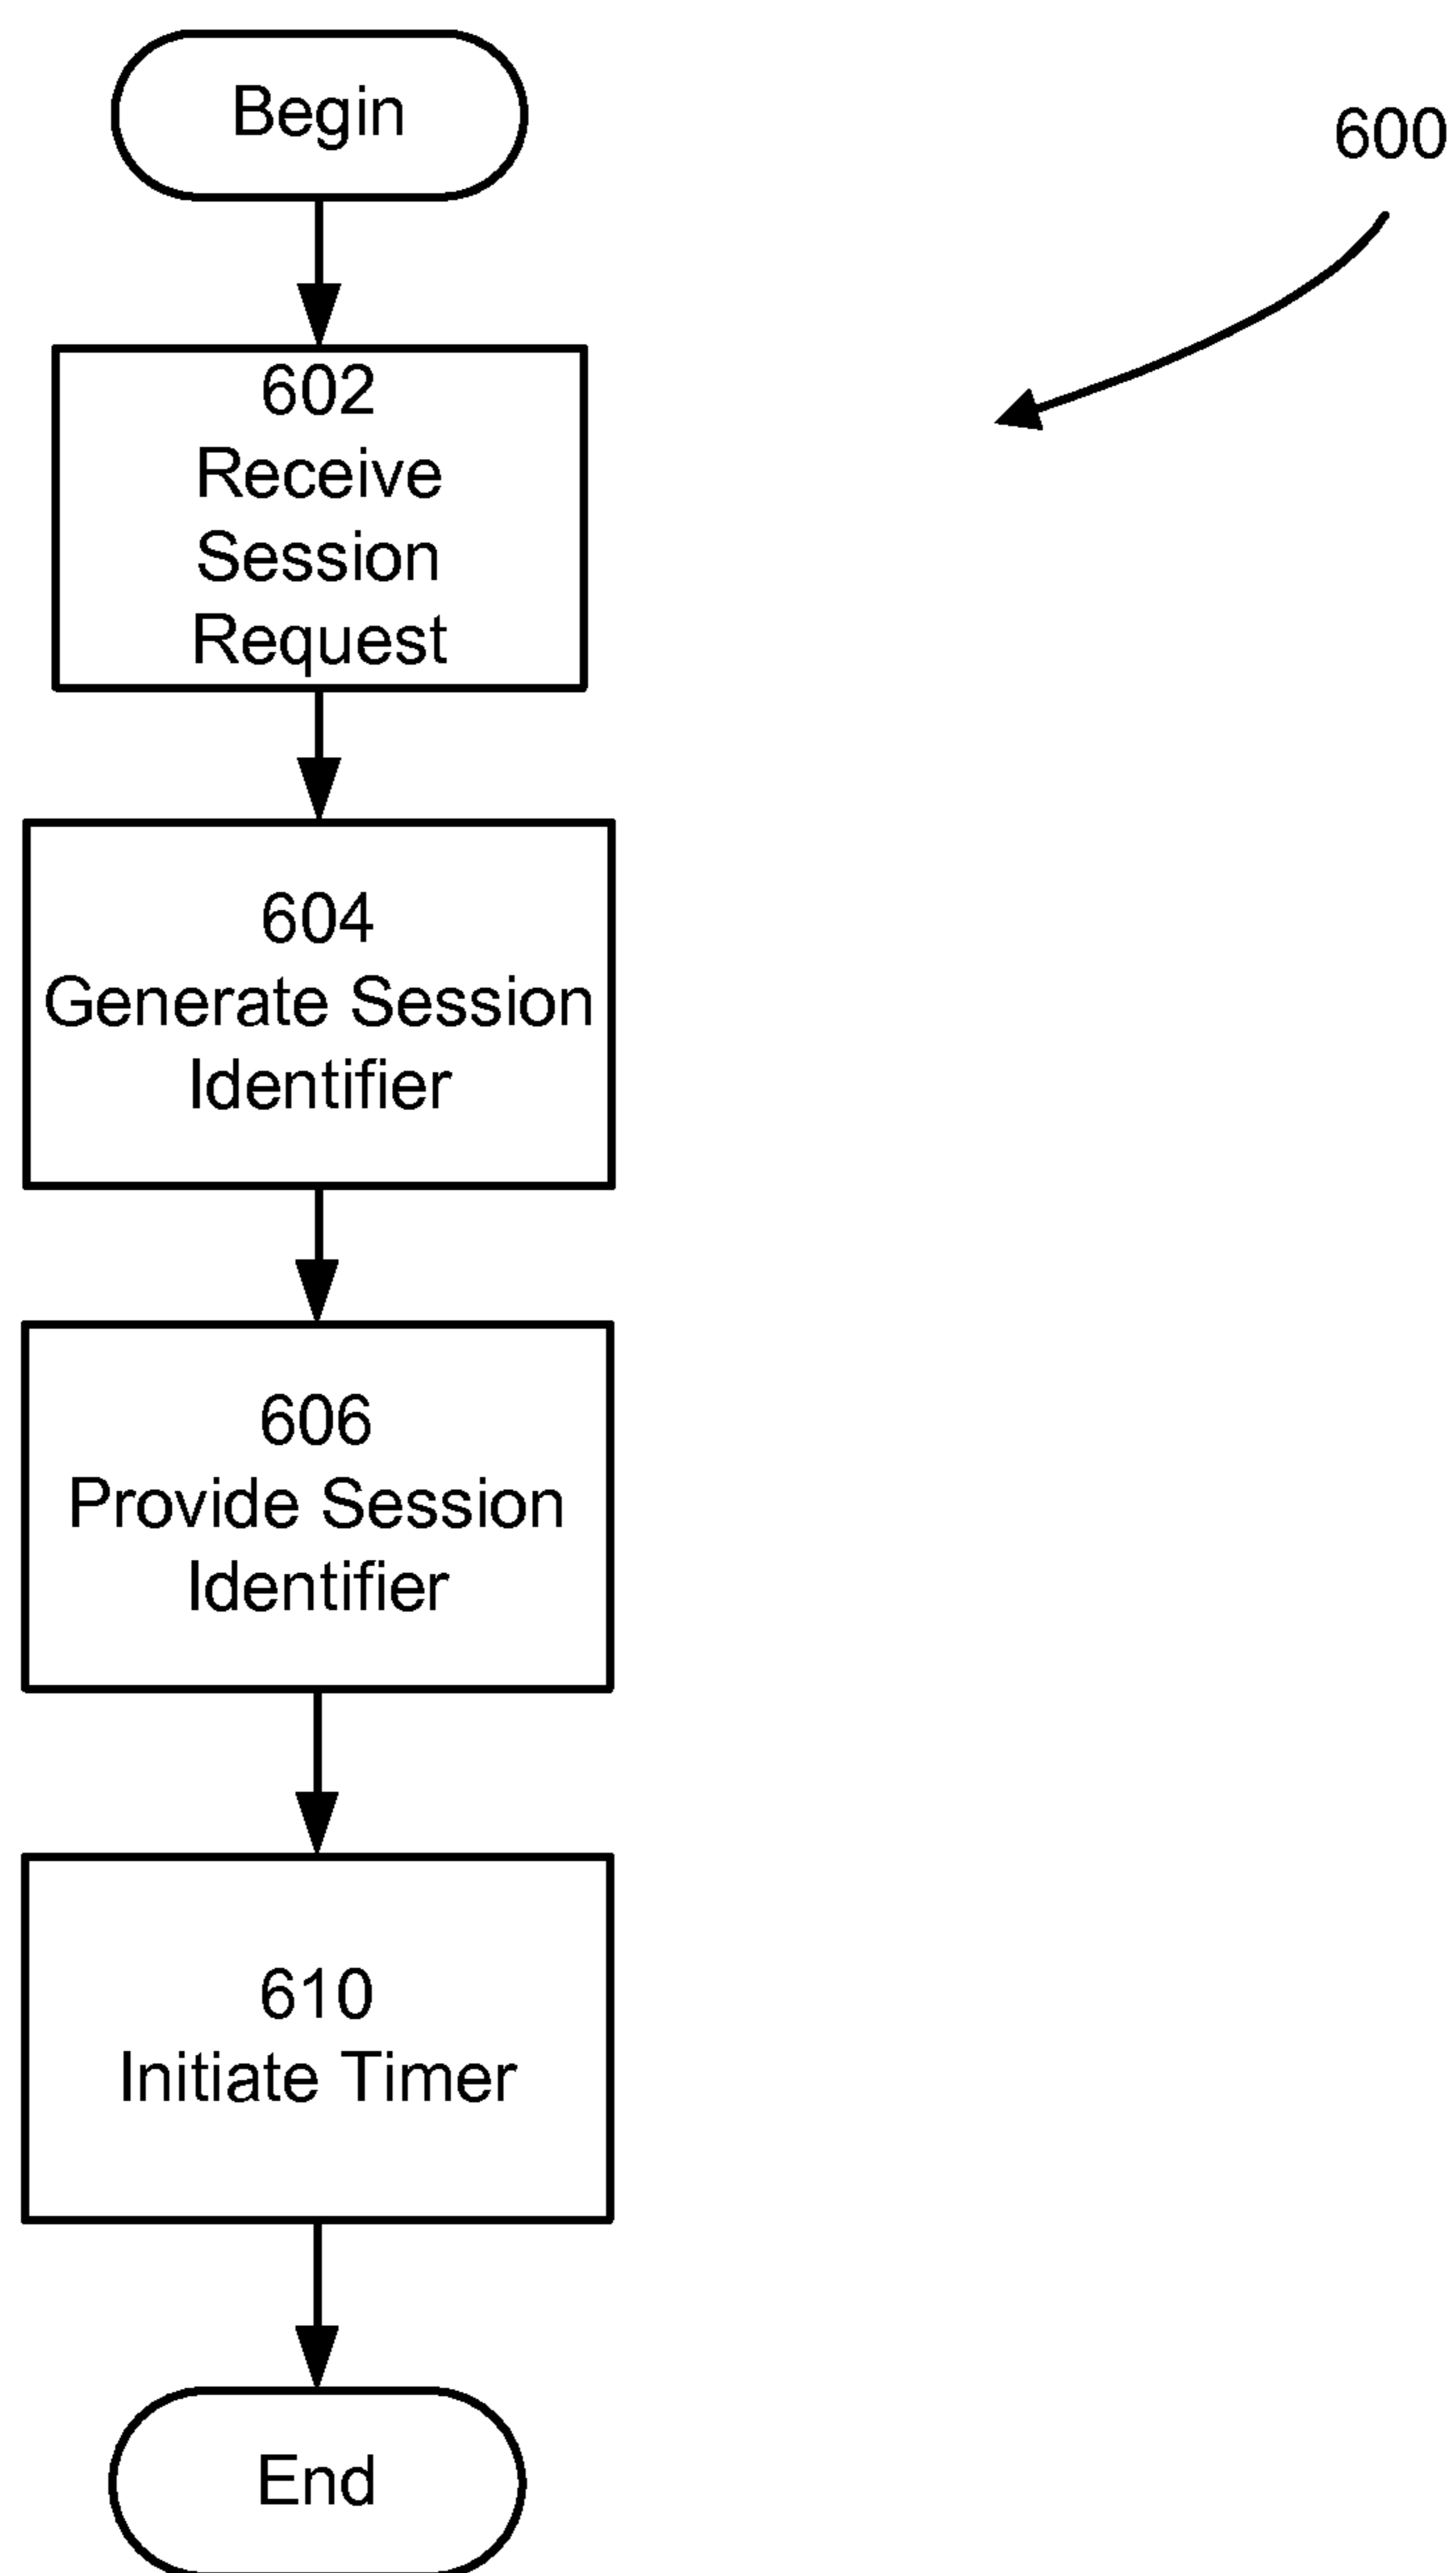 Begin
600
602
Receive
Session
Request
604
Generate Session
Identifier
606
Provide Session
Identifier
610
Initiate Timer
End